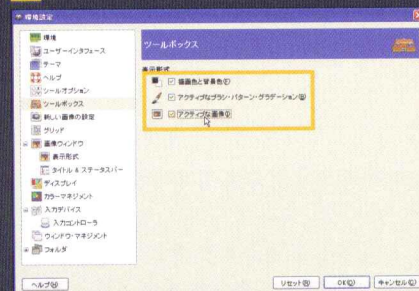 環境設定
環境
ユーザーインタフェース
テーマ
ヘルプ
ツールオプション
ツールボックス
新しい画像の設定
グリッド
画像ウィンドウ
表示形式
タイトル & ステータスバー
ディスプレイ
カラーマネジメント
入力デバイス
入力コントローラ
ウィンドウ・マネジメント
フォルダ
ツールボックス
表示形式
描画色と背景色(F)
アクティブなブラシ・パターン・グラデーション(B)
アクティブな画像(I)
ヘルプ(H)
リセット(R)
OK(O)
キャンセル(C)